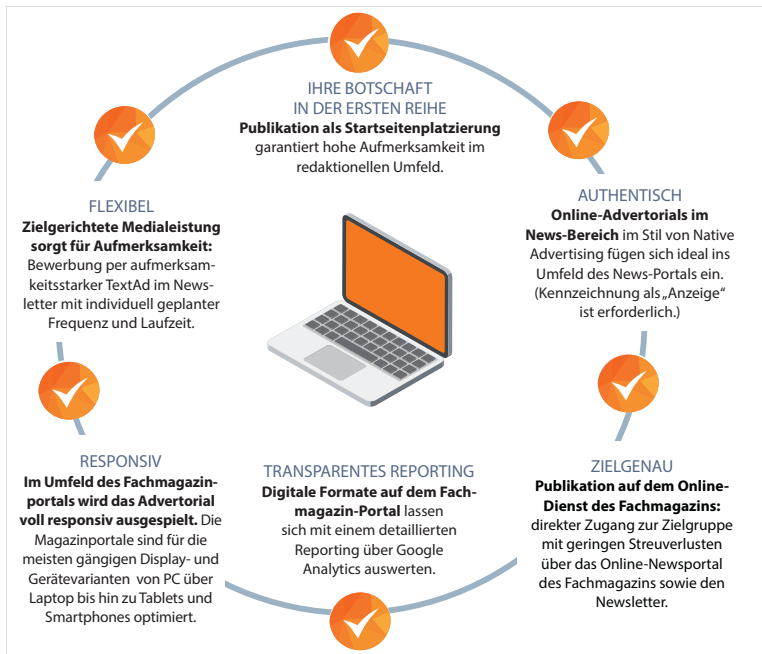 IHRE BOTSCHAFT
IN DER ERSTEN REIHE
Publikation als Startseitenplatzierung
garantiert hohe Aufmerksamkeit im
redaktionellen Umfeld.
AUTHENTISCH
Online-Advertorials im
News-Bereich im Stil von Native
Advertising fügen sich ideal ins
Umfeld des News-Portals ein.
(Kennzeichnung als „Anzeige“
ist erforderlich.)
ZIELGENAU
Publikation auf dem Online-
Dienst des Fachmagazins:
direkter Zugang zur Zielgruppe
mit geringen Streuverlusten
über das Online-Newsportal
des Fachmagazins sowie den
Newsletter.
TRANSPARENTES REPORTING
Digitale Formate auf dem Fach-
magazin-Portal lassen
sich mit einem detaillierten
Reporting über Google
Analytics auswerten.
RESPONSIV
Im Umfeld des Fachmagazin-
portals wird das Advertorial
voll responsiv ausgespielt. Die
Magazinportale sind für die
meisten gängigen Display- und
Gerätevarianten von PC über
Laptop bis hin zu Tablets und
Smartphones optimiert.
FLEXIBEL
Zielgerichtete Medialeistung
sorgt für Aufmerksamkeit:
Bewerbung per aufmerksam-
keitsstarker TextAd im News-
letter mit individuell geplanter
Frequenz und Laufzeit.